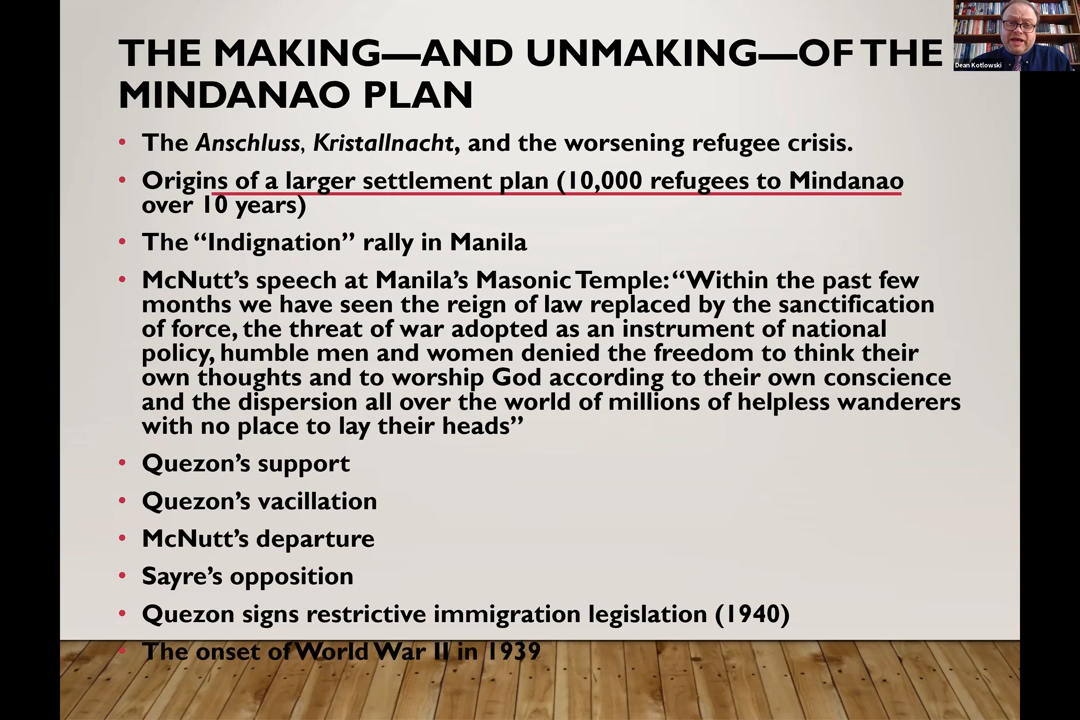 THE MAKING—AND UNMAKING—OF THE
MINDANAO PLAN
• The Anschluss, Kristallnacht, and the worsening refugee crisis.
• Origins of a larger settlement plan (10,000 refugees to Mindanao
over 10 years)
• The “Indignation” rally in Manila
• McNutt’s speech at Manila’s Masonic Temple: “Within the past few
months we have seen the reign of law replaced by the sanctification
of force, the threat of war adopted as an instrument of national
policy, humble men and women denied the freedom to think their
own thoughts and to worship God according to their own conscience
and the dispersion all over the world of millions of helpless wanderers
with no place to lay their heads”
• Quezon’s support
• Quezon’s vacillation
• McNutt’s departure
• Sayre’s opposition
• Quezon signs restrictive immigration legislation (1940)
• The onset of World War II in 1939
Dean Kotlowski